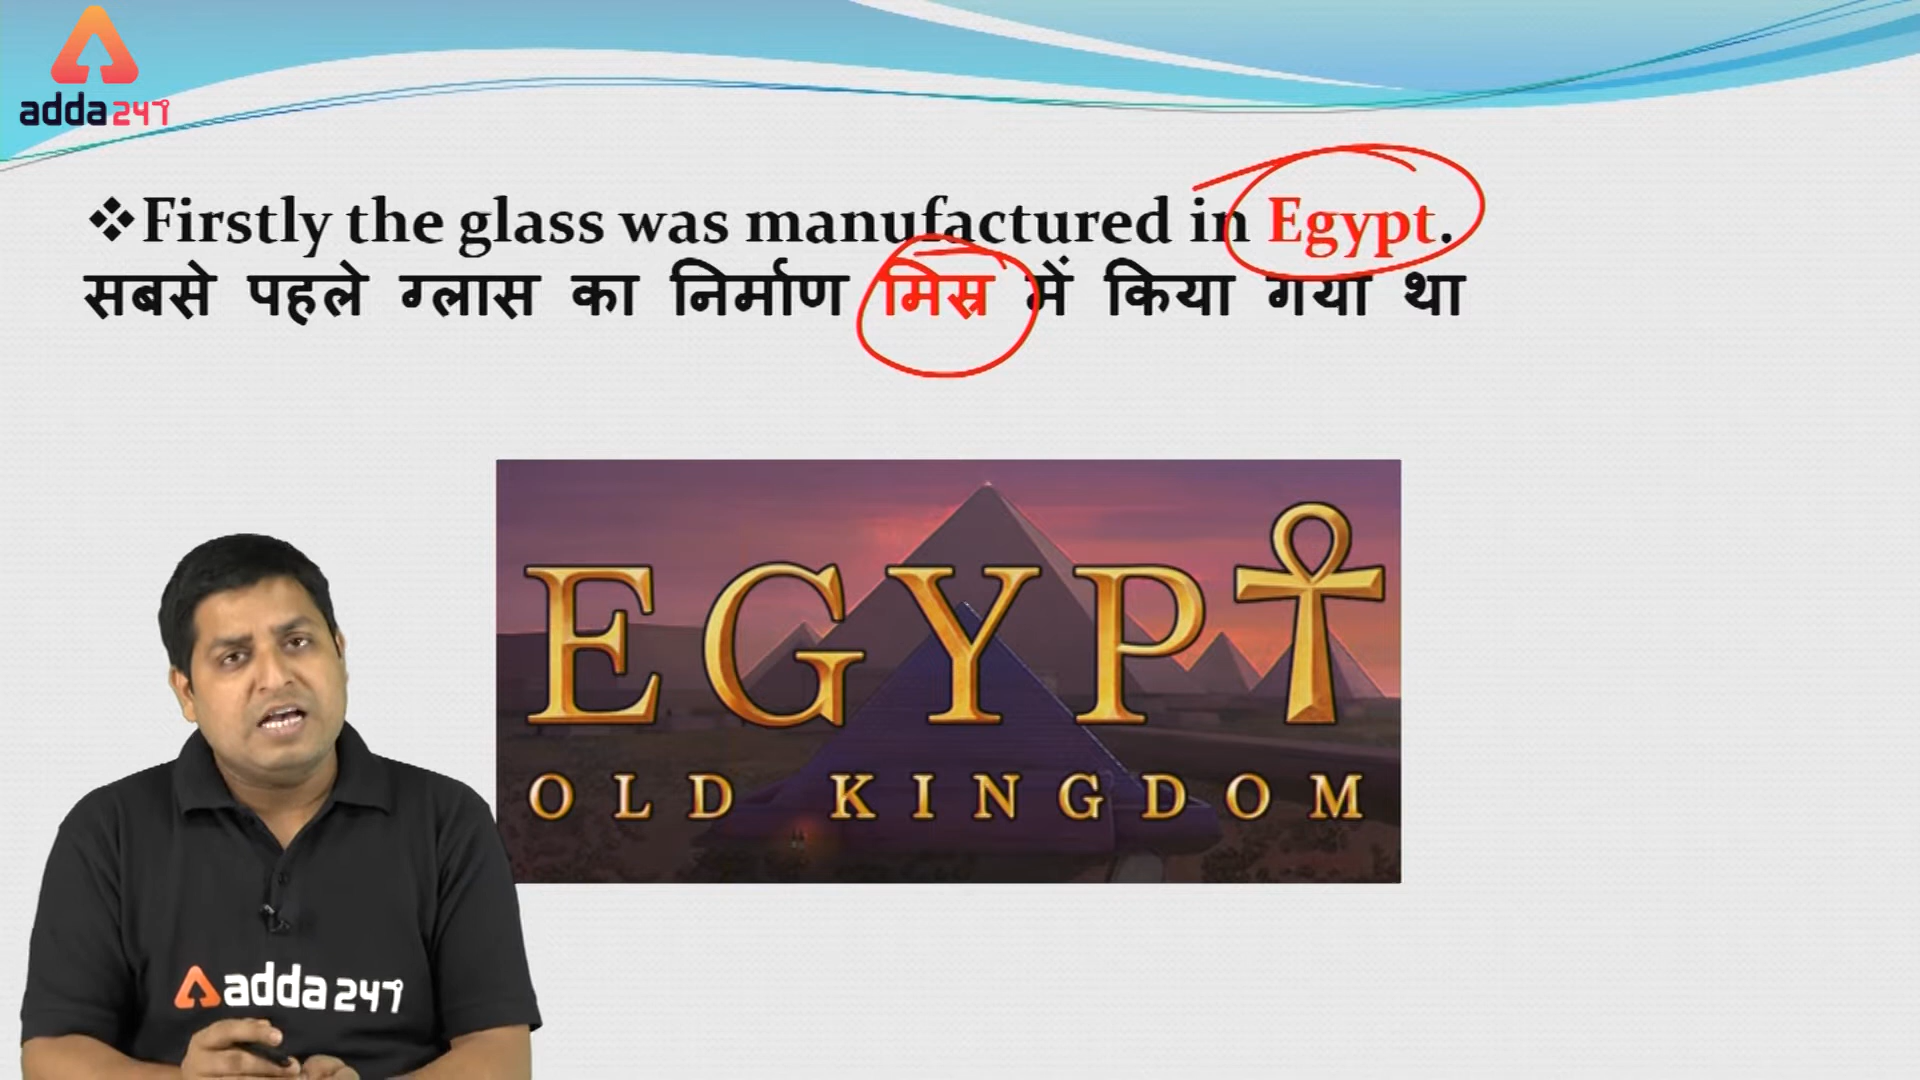 adda247
❖Firstly the glass was manufactured in Egypt.
सबसे पहले ग्लास का निर्माण मिस्र में किया गया था
EGYPT
OLD KINGDOM
adda247